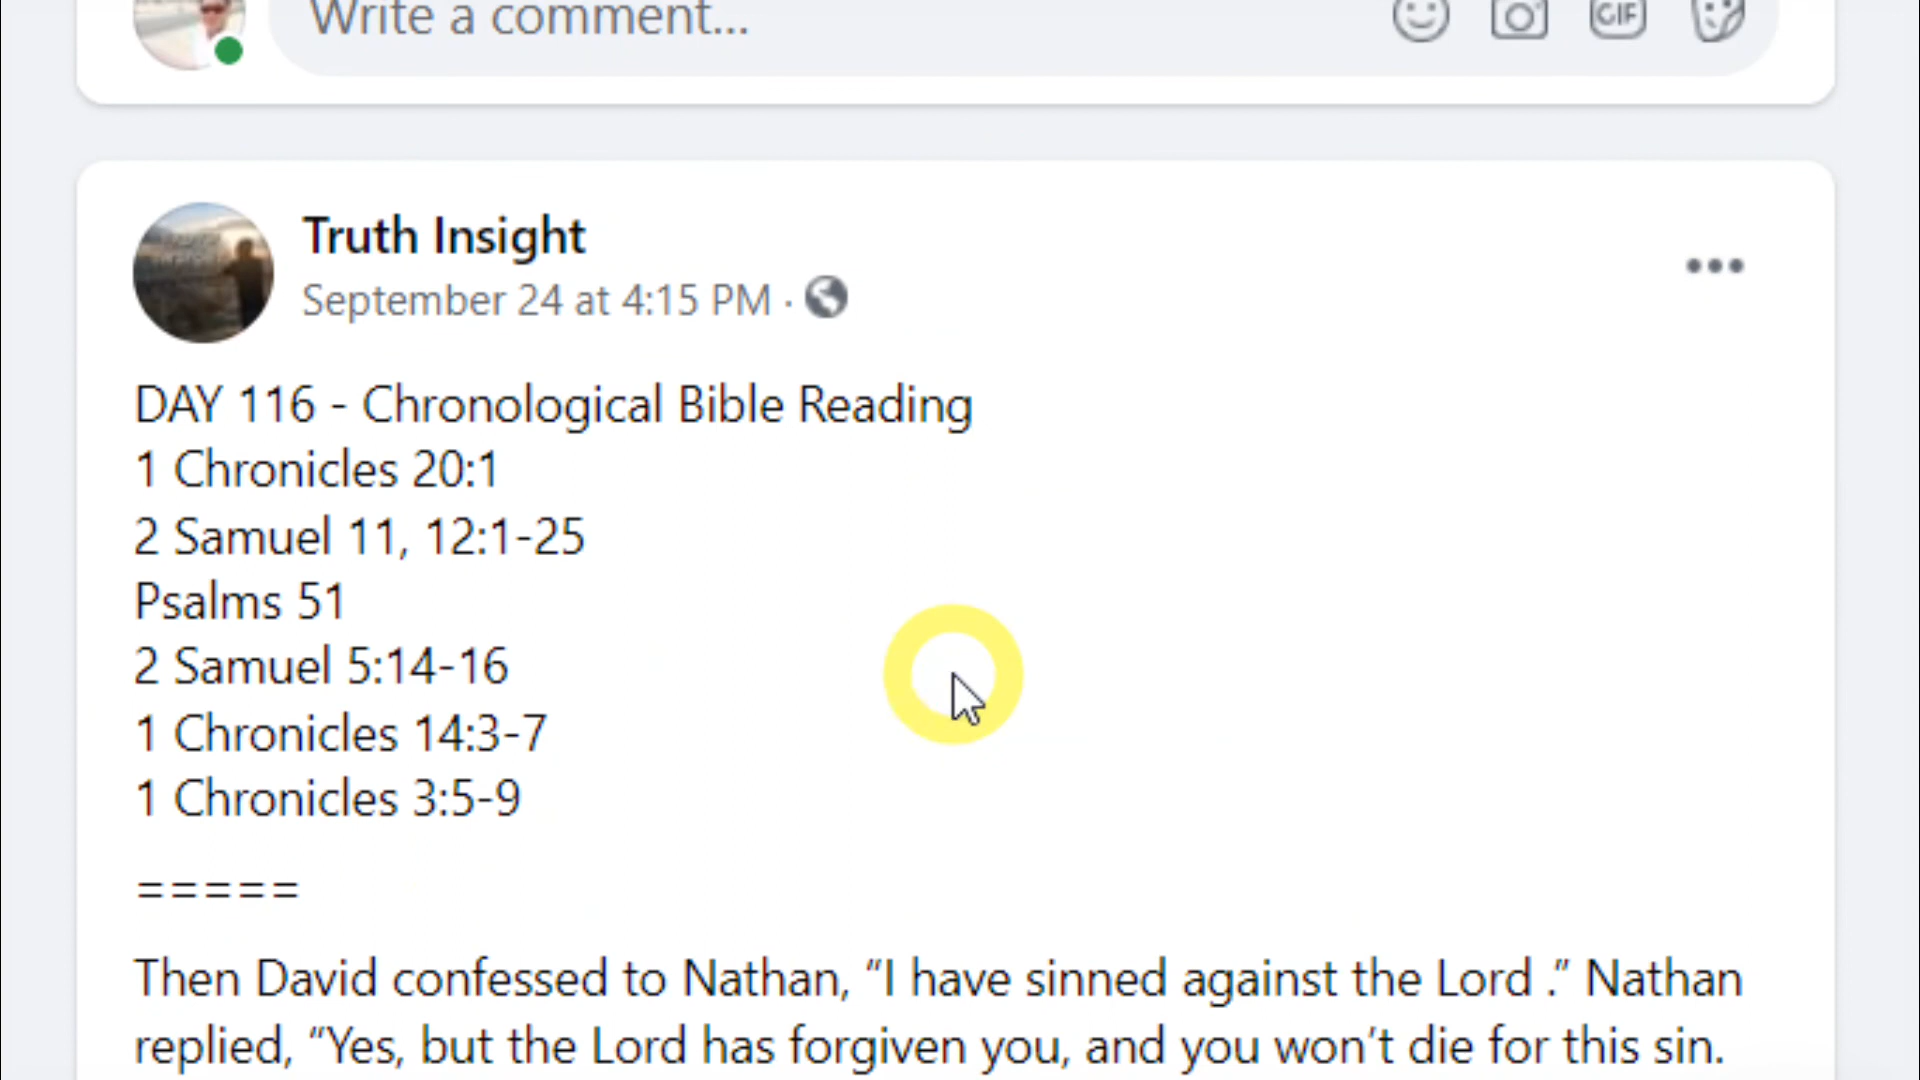 Write a comment...
GIF
Truth Insight
September 24 at 4:15 PM ·
DAY 116 - Chronological Bible Reading
1 Chronicles 20:1
2 Samuel 11, 12:1-25
Psalms 51
2 Samuel 5:14-16
1 Chronicles 14:3-7
1 Chronicles 3:5-9
=====
Then David confessed to Nathan, “I have sinned against the Lord .” Nathan
replied, “Yes, but the Lord has forgiven you, and you won’t die for this sin.